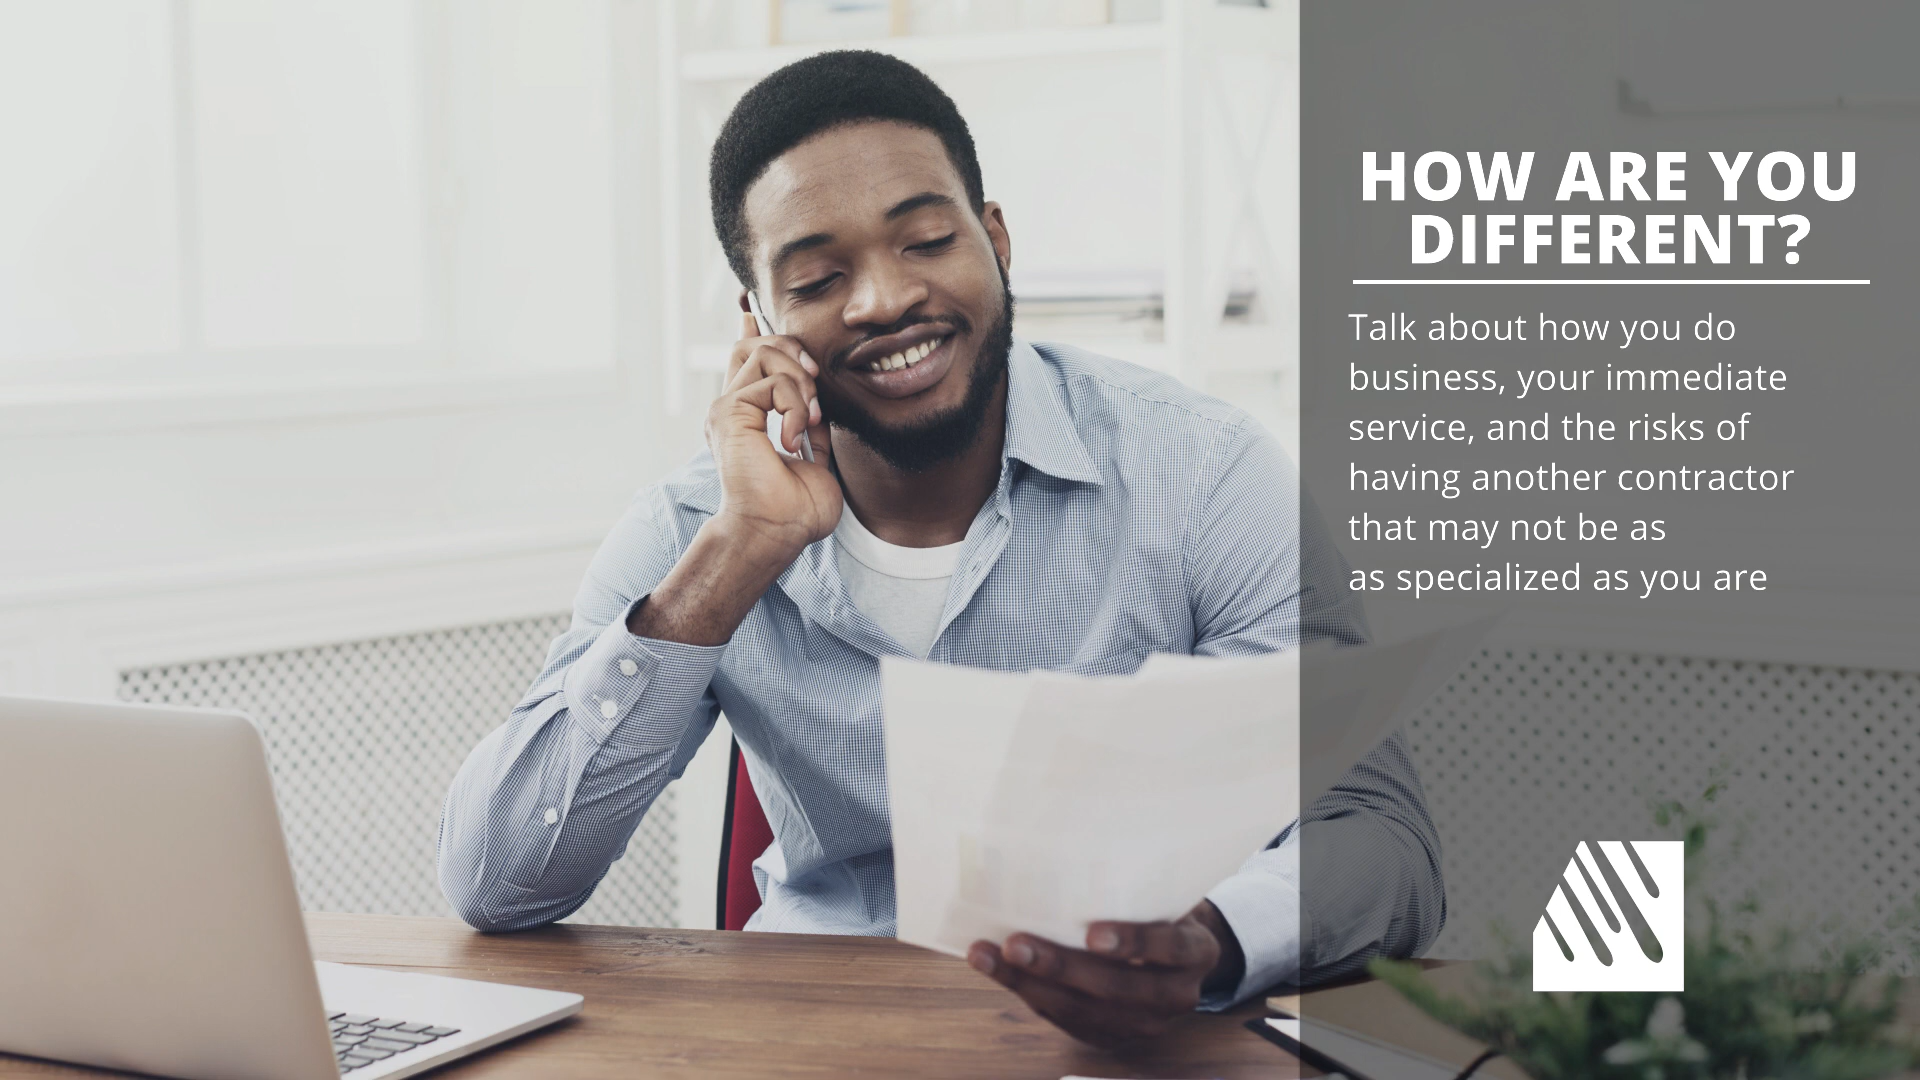 HOW ARE YOU
DIFFERENT?
Talk about how you do
business, your immediate
service, and the risks of
having another contractor
that may not be as
as specialized as you are